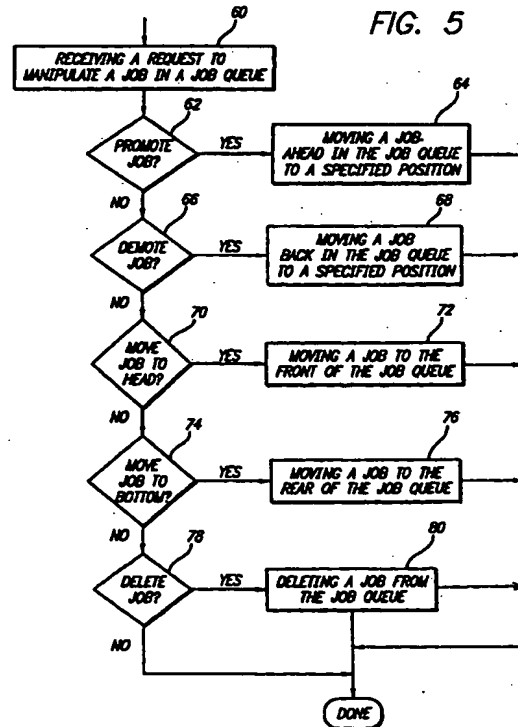 FIG. 5
60
RECEIVING A REQUEST TO
MANIPULATE A JOB IN A JOB QUEUE
62
PROMOTE
JOB?
YES
NO
64
MOVING A JOB
AHEAD IN THE JOB QUEUE
TO A SPECIFIED POSITION
66
DEMOTE
JOB?
YES
NO
68
MOVING A JOB
BACK IN THE JOB QUEUE
TO A SPECIFIED POSITION
70
MOVE
JOB TO
HEAD?
YES
NO
72
MOVING A JOB TO THE
FRONT OF THE JOB QUEUE
74
MOVE
JOB TO
BOTTOM?
YES
NO
76
MOVING A JOB TO THE
REAR OF THE JOB QUEUE
78
DELETE
JOB?
YES
NO
80
DELETING A JOB FROM
THE JOB QUEUE
DONE